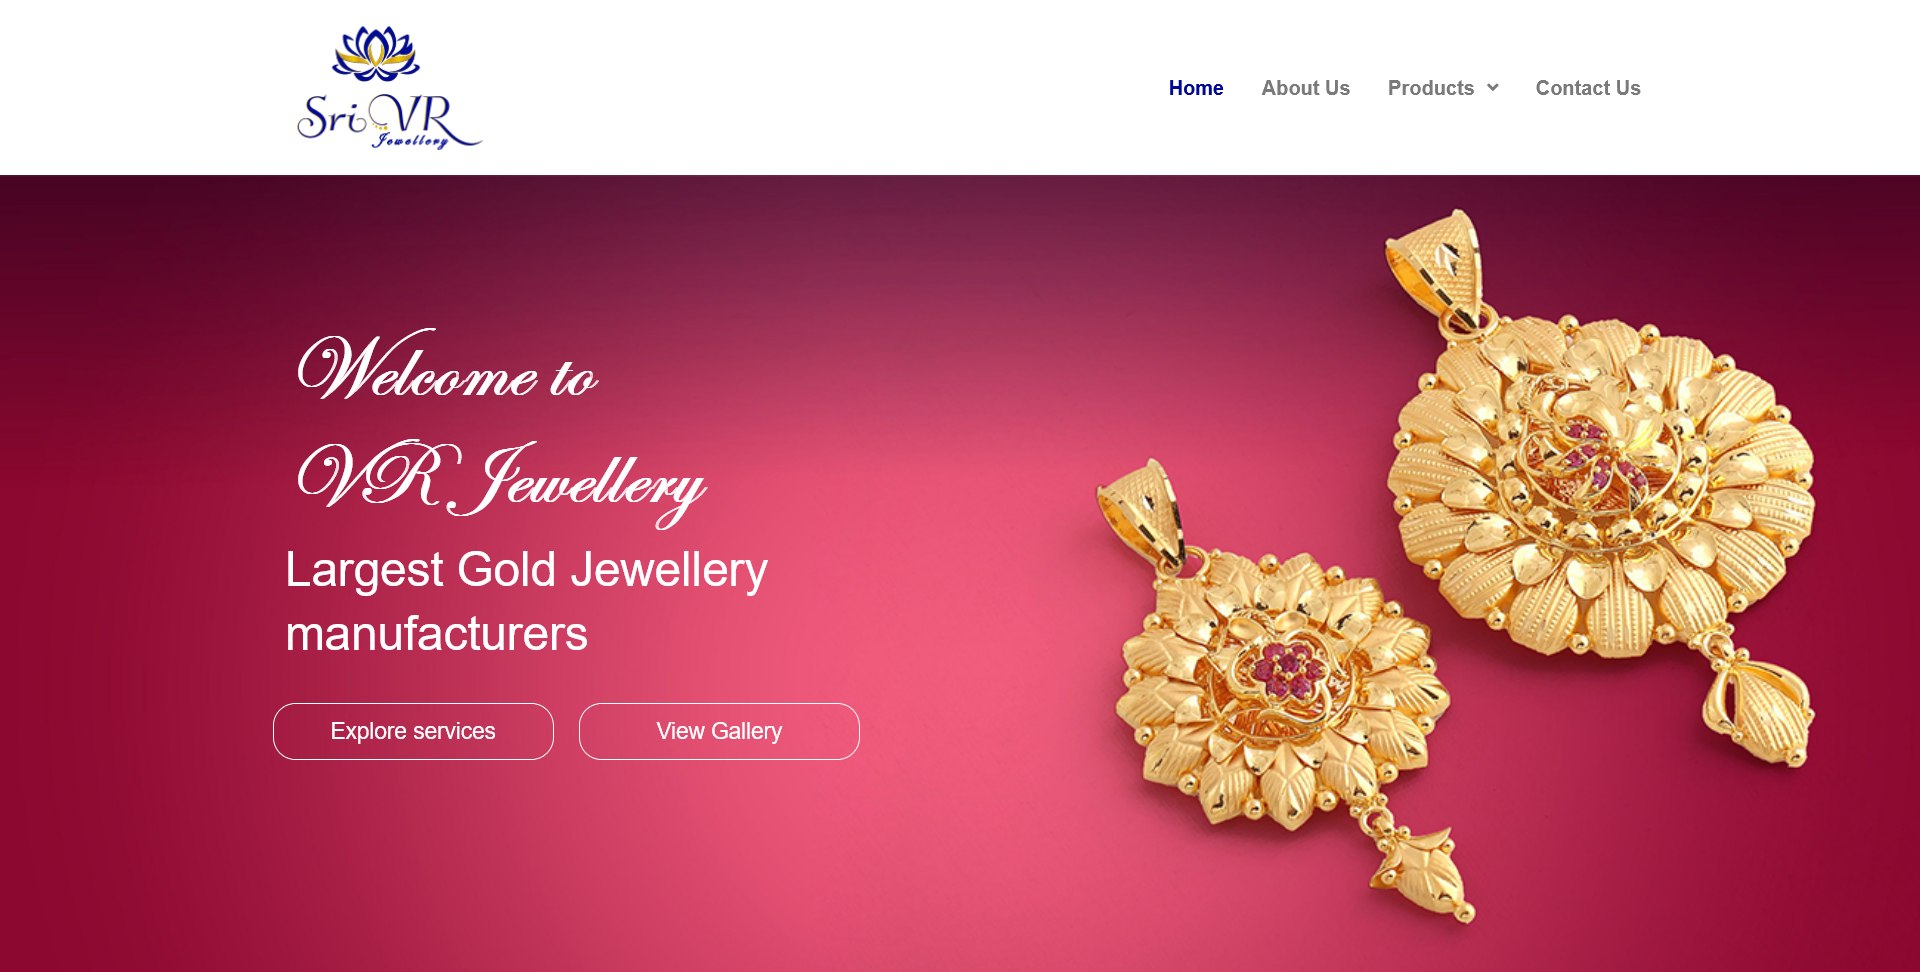 Sri VR
Jewellery
Home
About Us
Products
Contact Us
Welcome to
VR Jewellery
Largest Gold Jewellery
manufacturers
Explore services
View Gallery